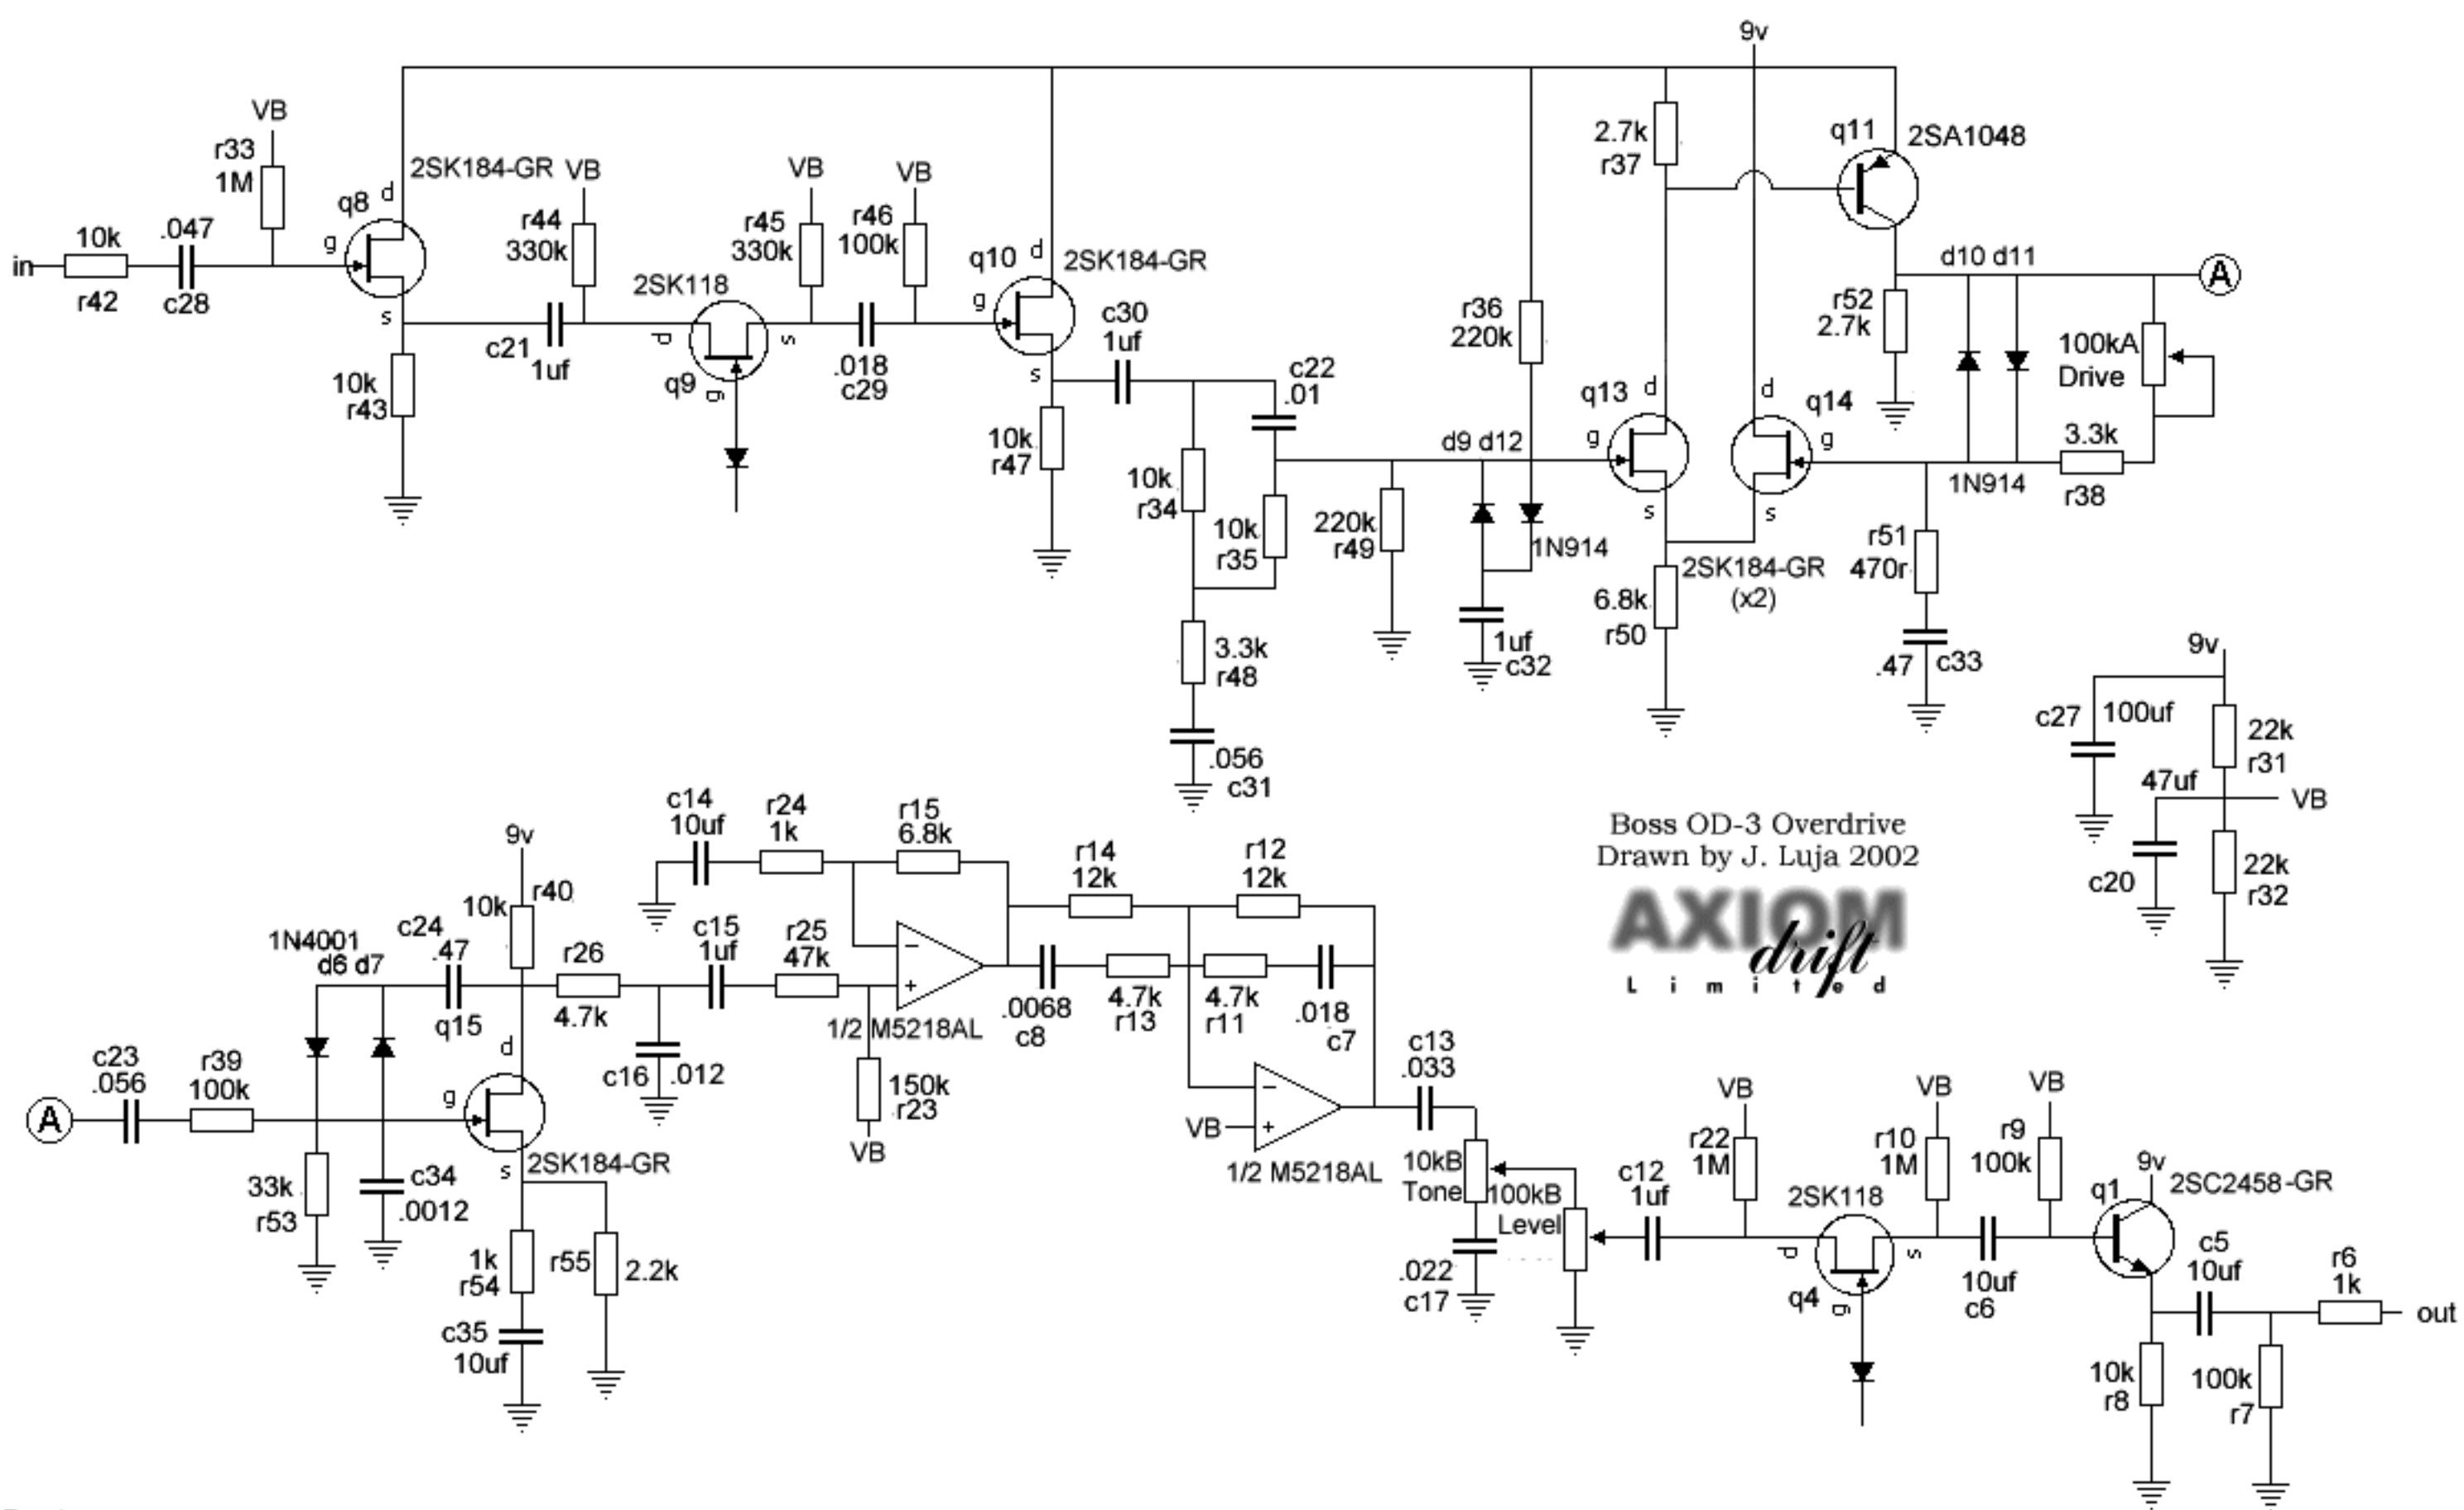 9v
VB
r33
1M
10k
in
r42
.047
c28
q8
d
g
s
2SK184-GR
10k
r43
VB
r44
330k
c21
1uf
2SK118
d
s
q9
g
VB
r45
330k
VB
r46
100k
.018
c29
q10
d
g
s
2SK184-GR
10k
r47
c30
1uf
c22
.01
10k
r34
10k
r35
3.3k
r48
.056
c31
220k
r49
r36
220k
d9 d12
1N914
1uf
c32
2.7k
r37
q13
d
g
s
d
q14
g
s
2SK184-GR
(x2)
6.8k
r50
q11
2SA1048
r52
2.7k
d10 d11
A
100kA
Drive
1N914
3.3k
r38
r51
470r
.47
c33
9v
c27
100uf
22k
r31
47uf
VB
c20
22k
r32
Boss OD-3 Overdrive
Drawn by J. Luja 2002
AXIOM
drift
Limited
A
c23
.056
r39
100k
1N4001
d6 d7
c24
.47
q15
9v
r40
10k
d
g
s
2SK184-GR
33k
r53
c34
.0012
1k
r54
c35
10uf
r55
2.2k
r26
4.7k
c16
.012
c14
10uf
r24
1k
r15
6.8k
c15
1uf
r25
47k
−
+
1/2 M5218AL
150k
r23
VB
r14
12k
r12
12k
.0068
c8
4.7k
r13
4.7k
r11
.018
c7
−
VB
+
1/2 M5218AL
c13
.033
10kB
Tone
100kB
Level
.022
c17
c12
1uf
VB
r22
1M
2SK118
d
s
q4
g
VB
r10
1M
VB
r9
100k
10uf
c6
9v
q1
2SC2458-GR
c5
10uf
r6
1k
out
10k
r8
100k
r7